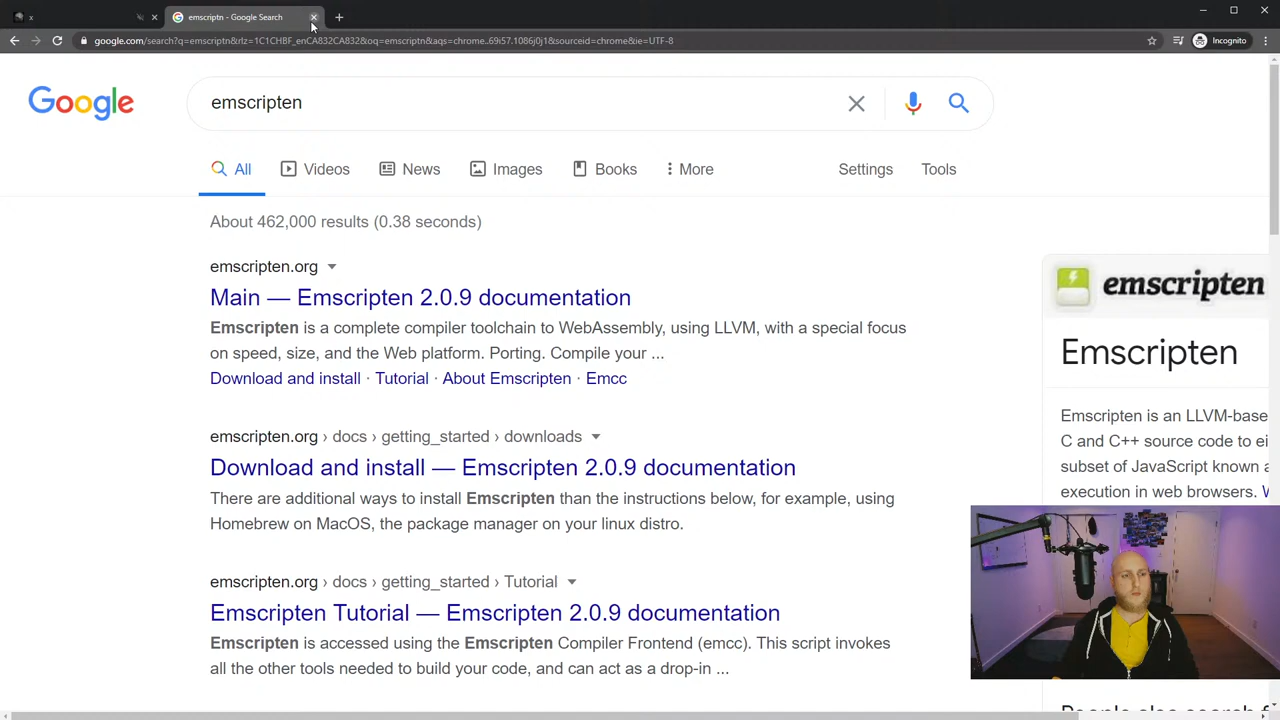 x
emscriptn - Google Search
google.com/search?q=emscriptn&rlz=1C1CHBF_enCA832CA832&oq=emscriptn&aqs=chrome..69i57.1086j0j1&sourceid=chrome&ie=UTF-8
Incognito
Google
emscripten
All Videos News Images Books More Settings Tools
About 462,000 results (0.38 seconds)
emscripten.org
Main — Emscripten 2.0.9 documentation
Emscripten is a complete compiler toolchain to WebAssembly, using LLVM, with a special focus
on speed, size, and the Web platform. Porting. Compile your ...
Download and install · Tutorial · About Emscripten · Emcc
emscripten.org › docs › getting_started › downloads
Download and install — Emscripten 2.0.9 documentation
There are additional ways to install Emscripten than the instructions below, for example, using
Homebrew on MacOS, the package manager on your linux distro.
emscripten.org › docs › getting_started › Tutorial
Emscripten Tutorial — Emscripten 2.0.9 documentation
Emscripten is accessed using the Emscripten Compiler Frontend (emcc). This script invokes
all the other tools needed to build your code, and can act as a drop-in ...
emscripten
Emscripten
Emscripten is an LLVM-base
C and C++ source code to ei
subset of JavaScript known a
execution in web browsers. W